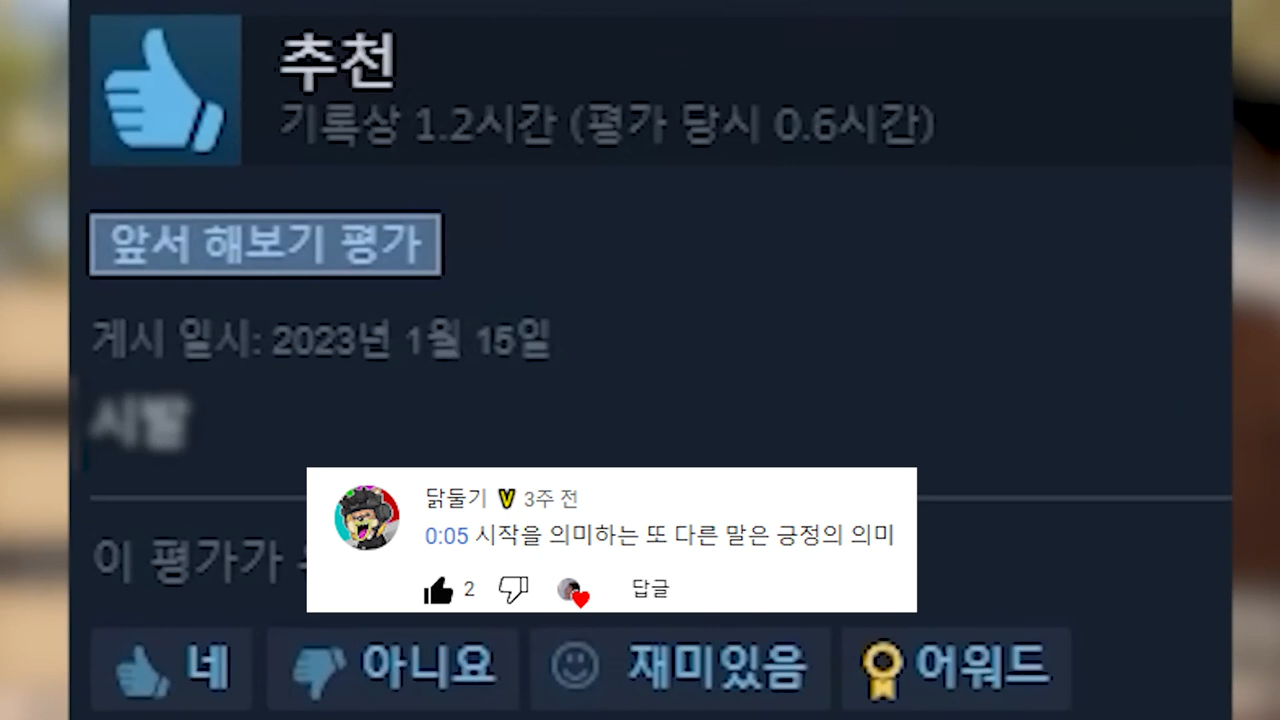 추천
기록상 1.2시간 (평가 당시 0.6시간)
앞서 해보기 평가
게시 일시: 2023년 1월 15일
시발
닭둘기 V 3주 전
0:05 시작을 의미하는 또 다른 말은 긍정의 의미
2 답글
이 평가가
네 아니요 재미있음 어워드